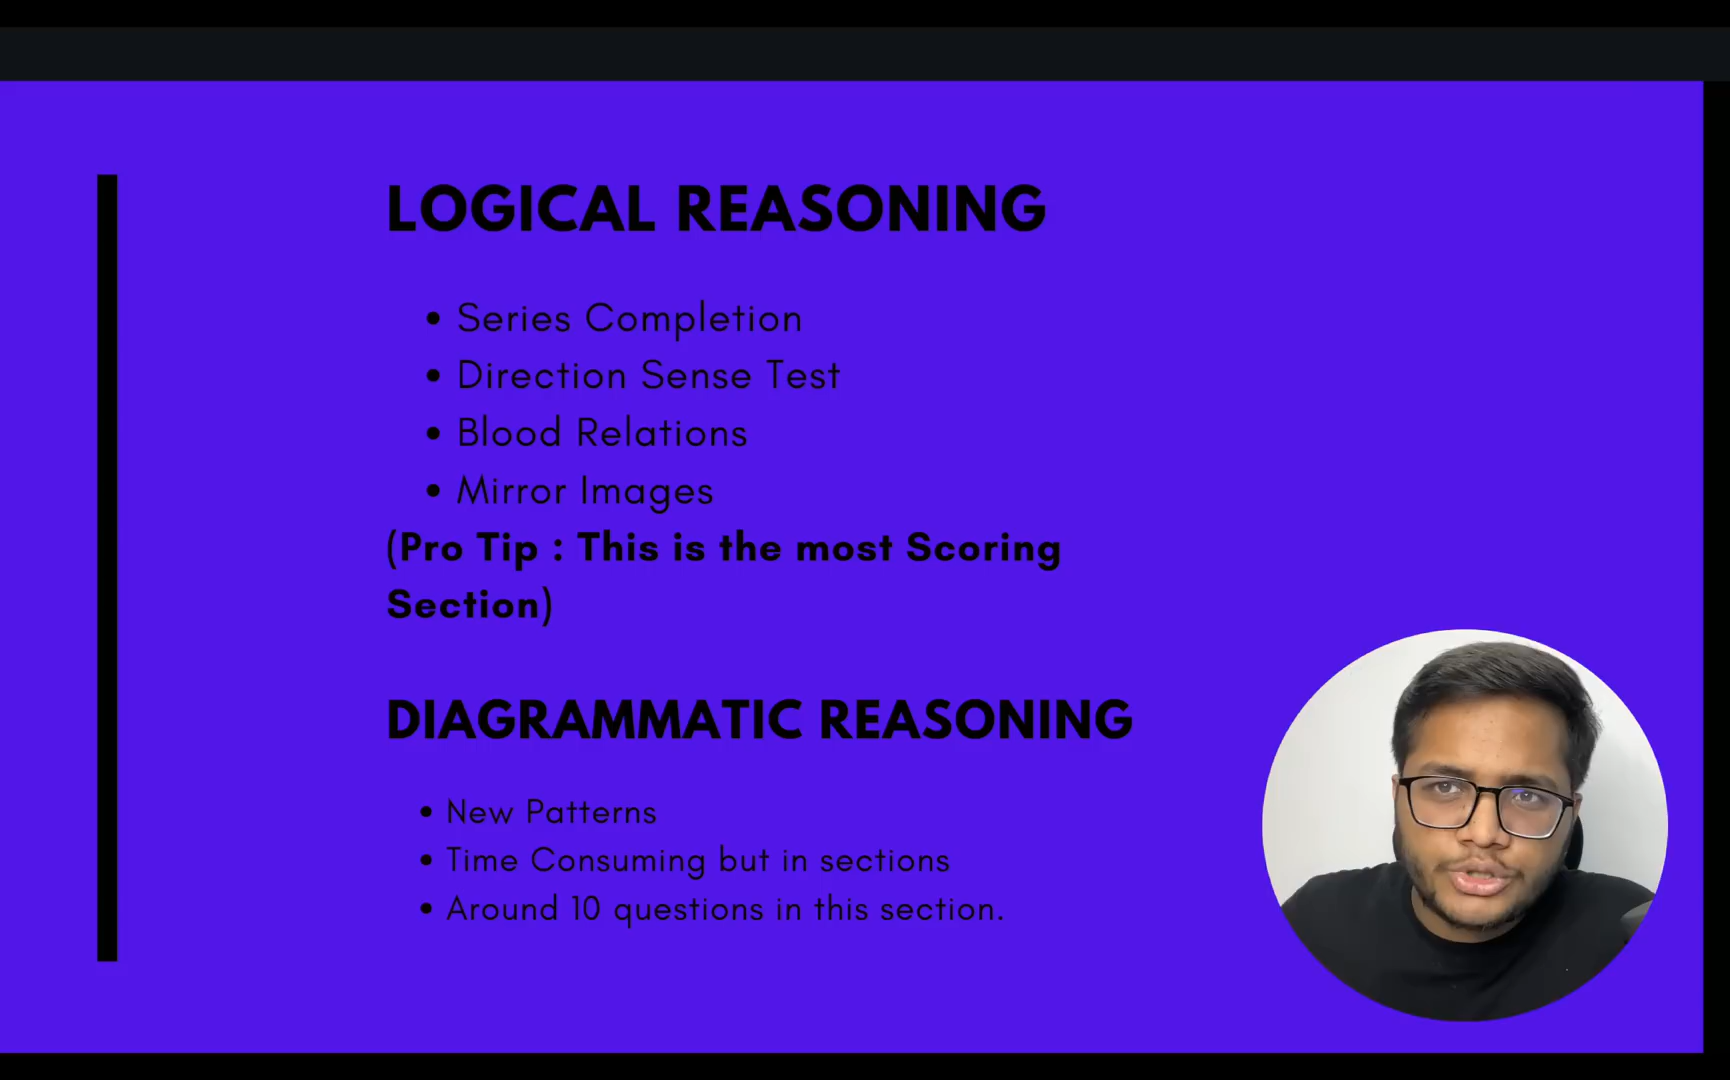 LOGICAL REASONING
• Series Completion
• Direction Sense Test
• Blood Relations
• Mirror Images
(Pro Tip : This is the most Scoring
Section)
DIAGRAMMATIC REASONING
• New Patterns
• Time Consuming but in sections
• Around 10 questions in this section.